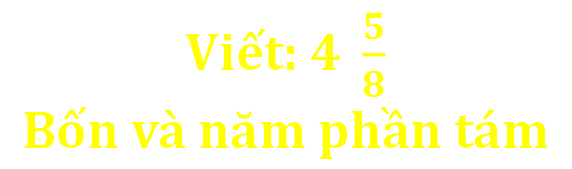 Viết: 4 5/8
Bốn và năm phần tám